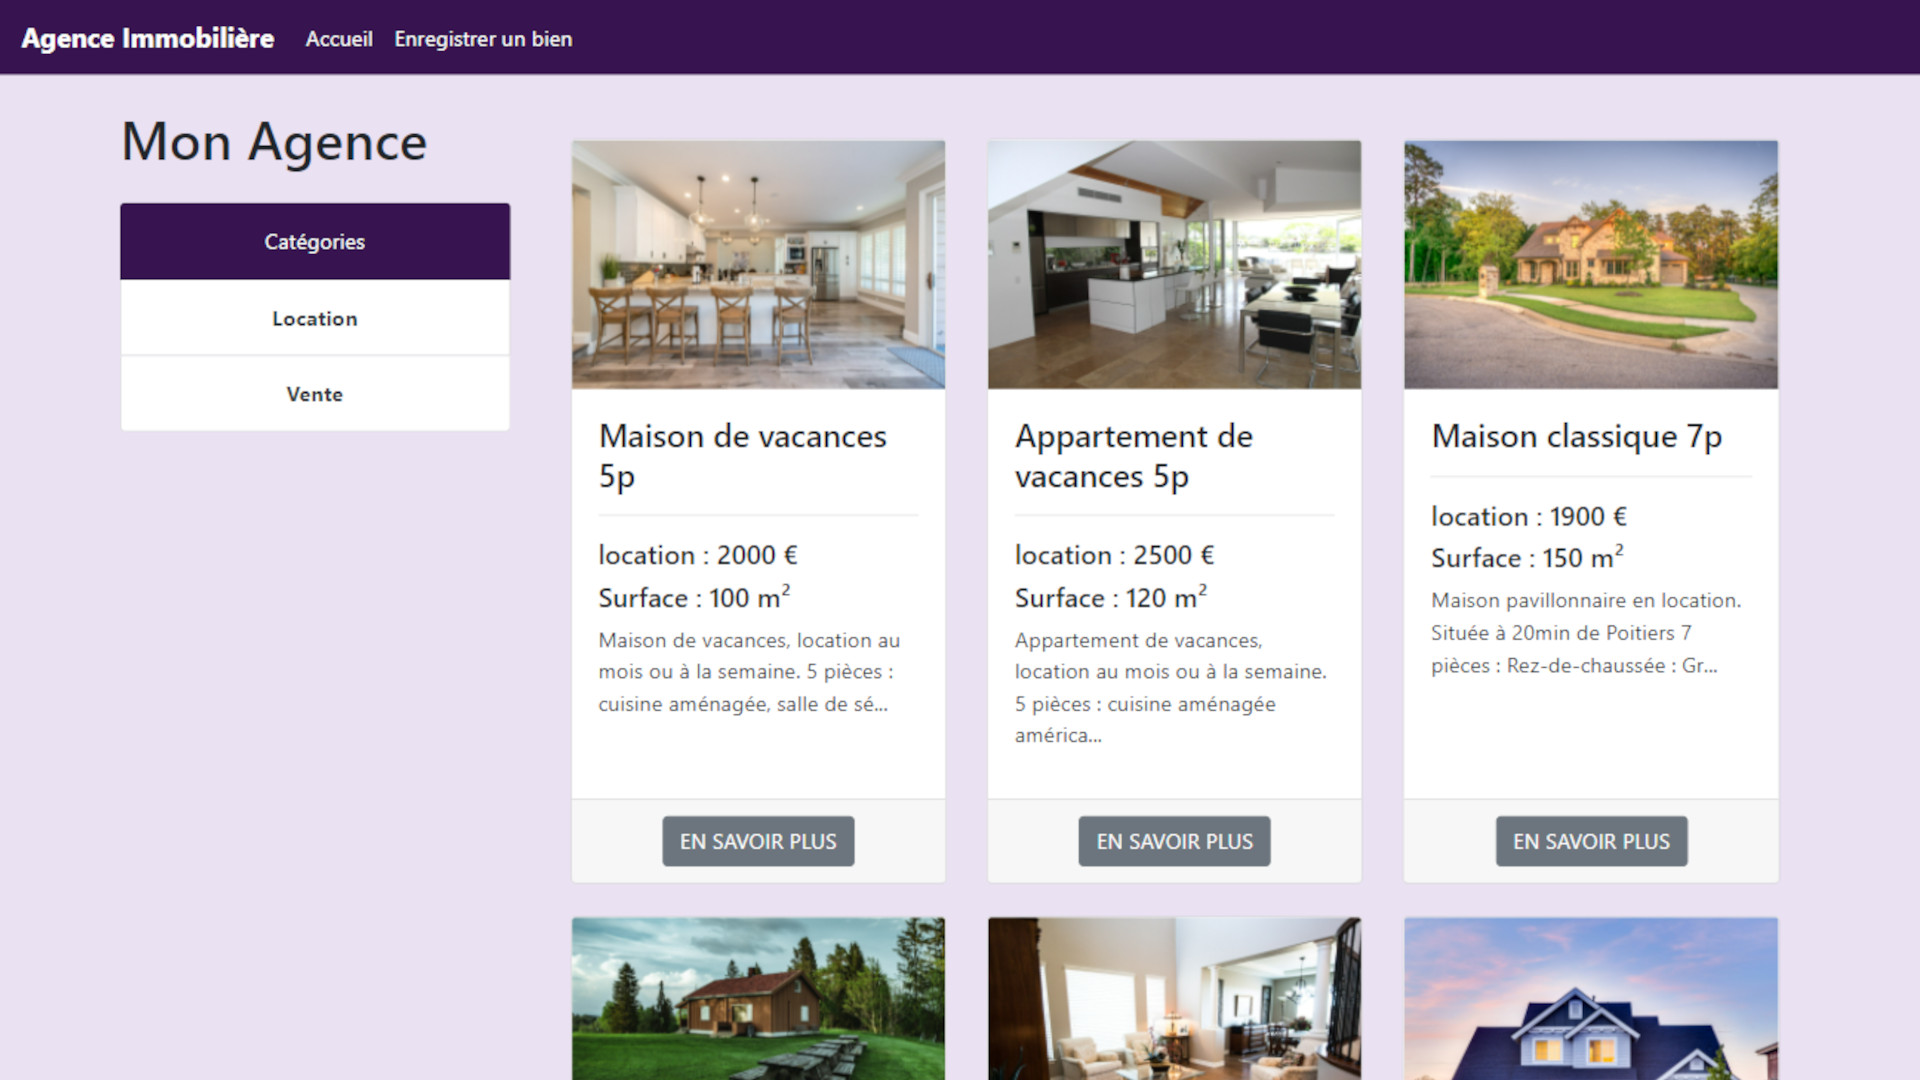 Agence Immobilière Accueil Enregistrer un bien
Mon Agence
Catégories
Location
Vente
Maison de vacances
5p
location : 2000 €
Surface : 100 m²
Maison de vacances, location au
mois ou à la semaine. 5 pièces :
cuisine aménagée, salle de sé...
EN SAVOIR PLUS
Appartement de
vacances 5p
location : 2500 €
Surface : 120 m²
Appartement de vacances,
location au mois ou à la semaine.
5 pièces : cuisine aménagée
américa...
EN SAVOIR PLUS
Maison classique 7p
location : 1900 €
Surface : 150 m²
Maison pavillonnaire en location.
Située à 20min de Poitiers 7
pièces : Rez-de-chaussée : Gr...
EN SAVOIR PLUS